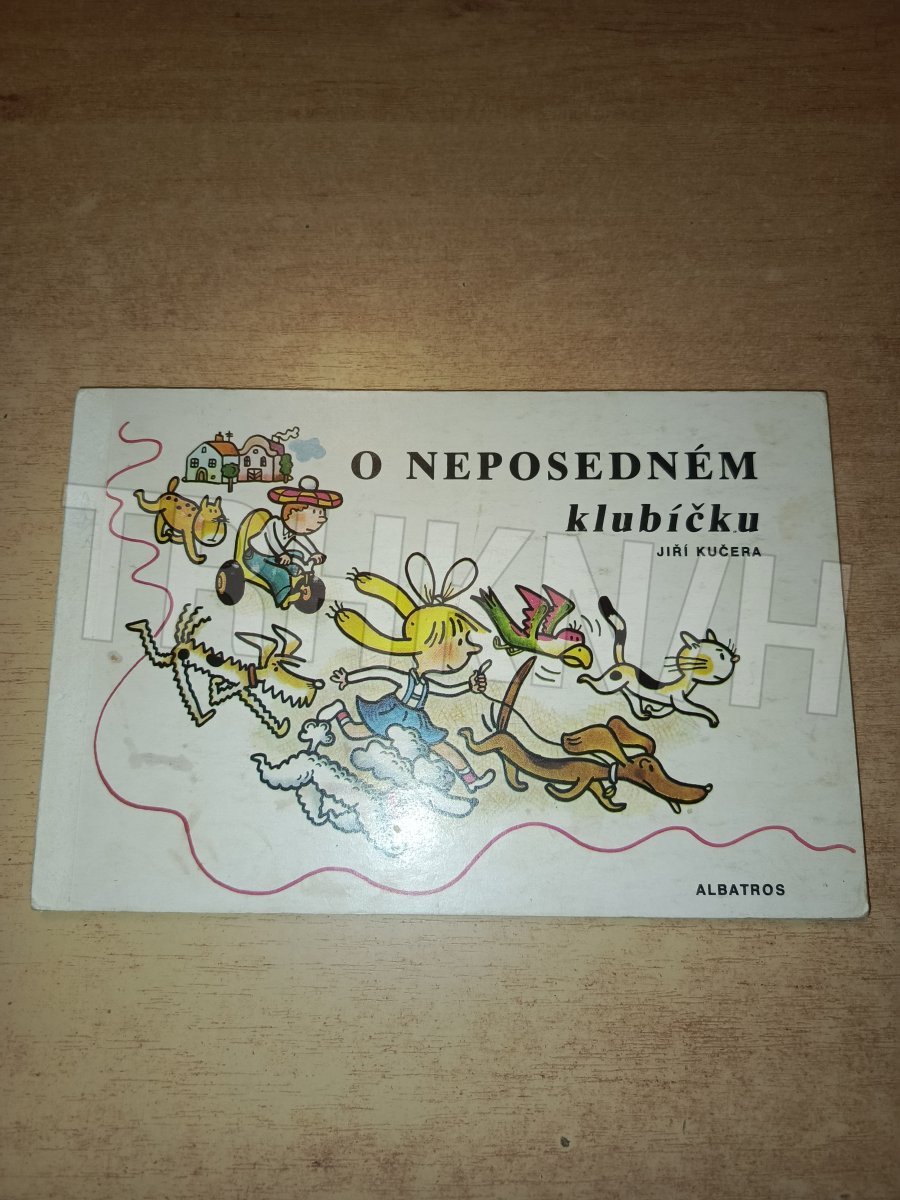 O NEPOSEDNÉM
klubíčku
JIŘÍ KUČERA
ALBATROS